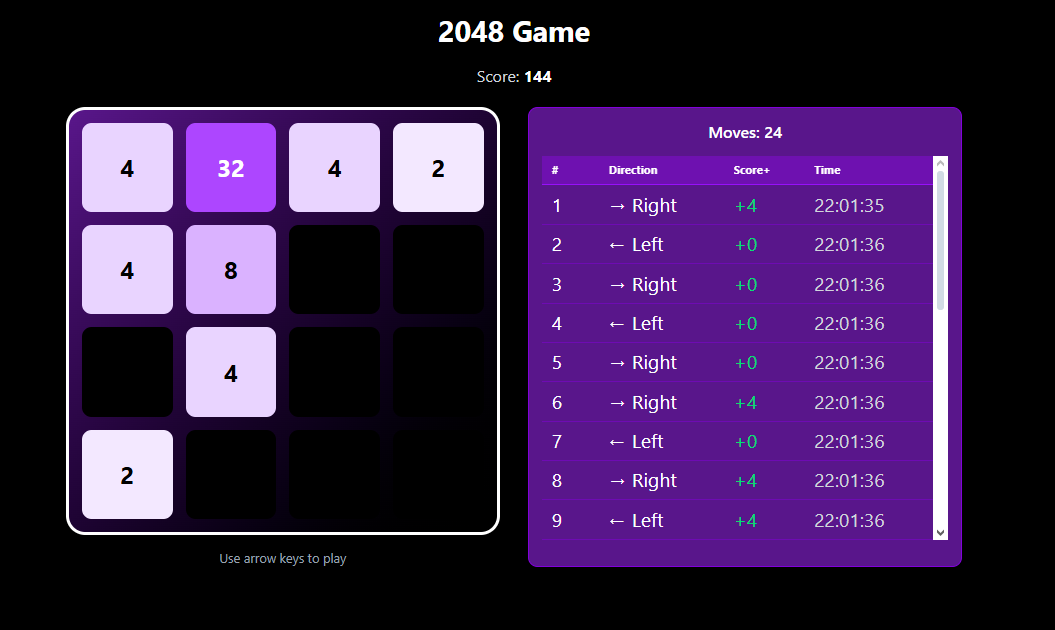 2048 Game
Score: 144
4 32 4 2
4 8
4
2
Use arrow keys to play
Moves: 24
# Direction Score+ Time
1 → Right +4 22:01:35
2 ← Left +0 22:01:36
3 → Right +0 22:01:36
4 ← Left +0 22:01:36
5 → Right +0 22:01:36
6 → Right +4 22:01:36
7 ← Left +0 22:01:36
8 → Right +4 22:01:36
9 ← Left +4 22:01:36